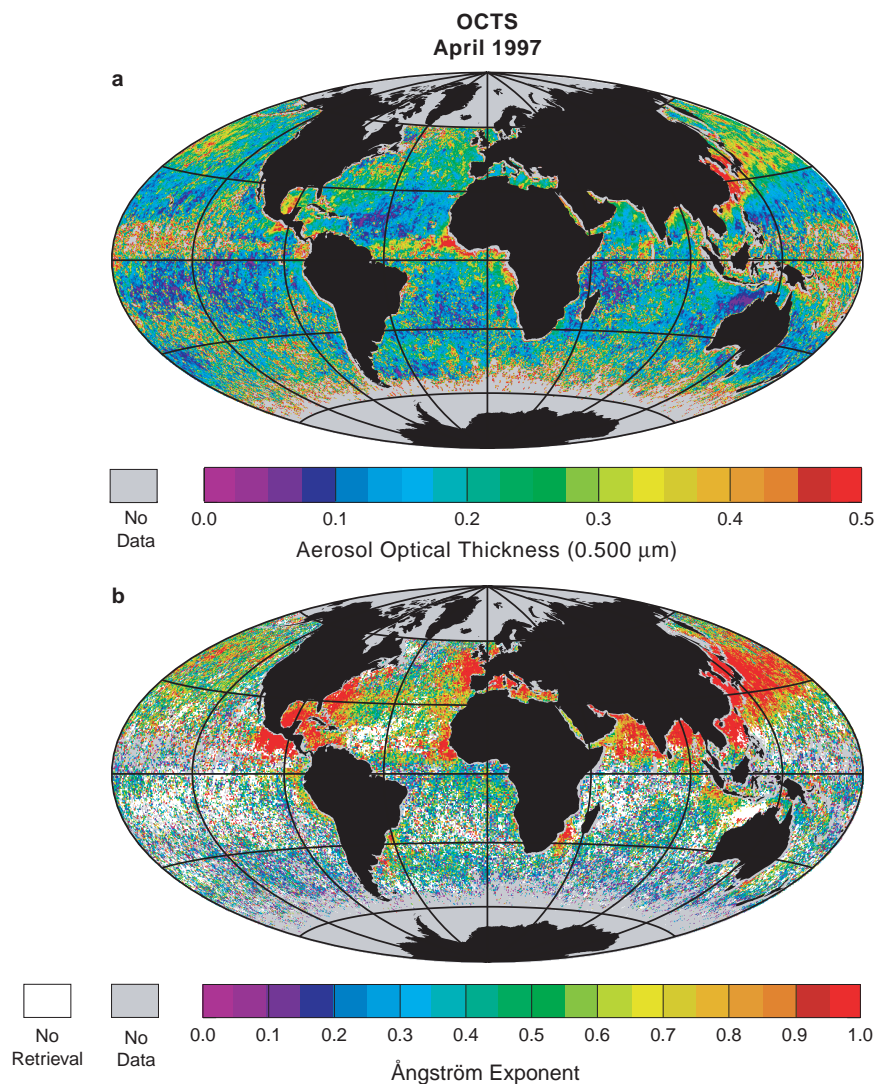 OCTS
April 1997
a
No
Data
0.0 0.1 0.2 0.3 0.4 0.5
Aerosol Optical Thickness (0.500 μm)
b
No
Retrieval
No
Data
0.0 0.1 0.2 0.3 0.4 0.5 0.6 0.7 0.8 0.9 1.0
Ångström Exponent